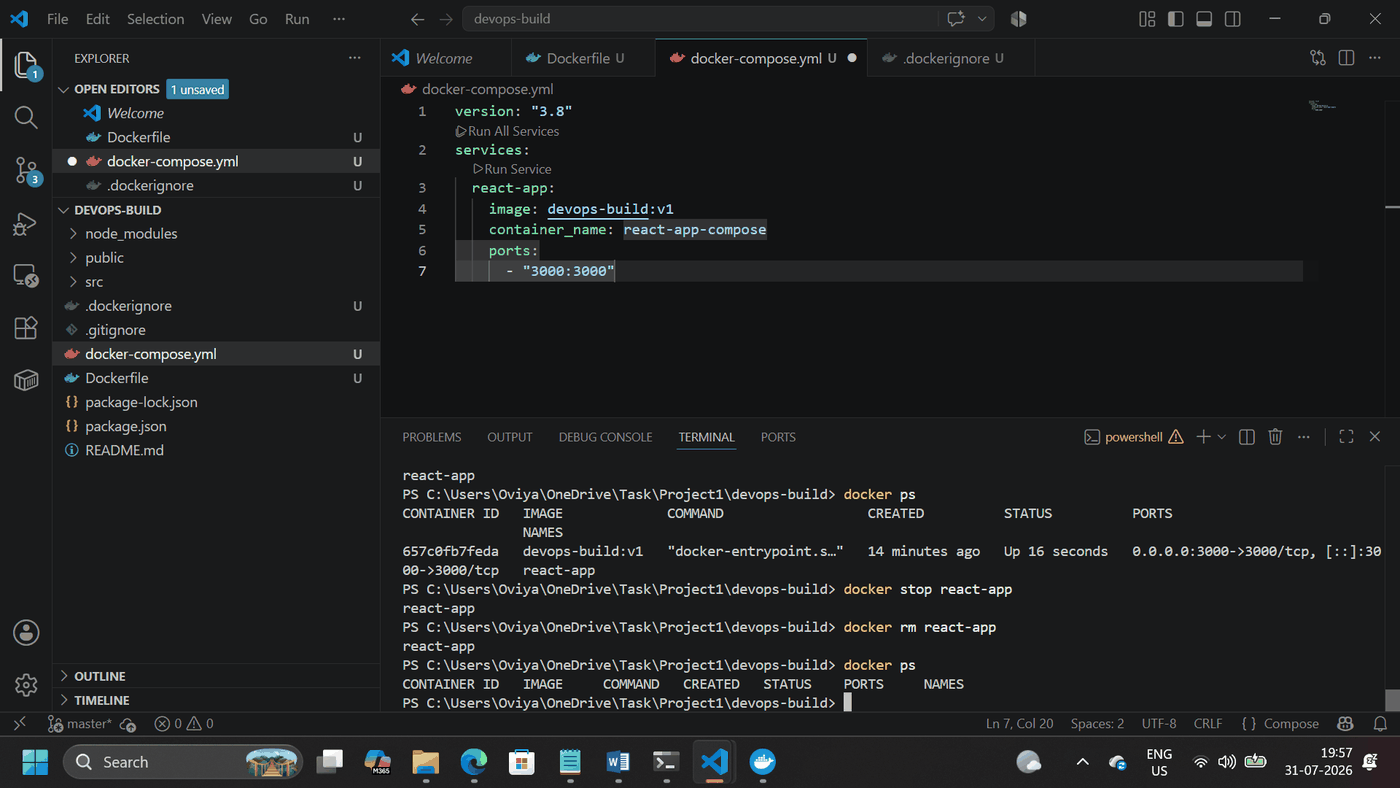 File Edit Selection View Go Run ···
devops-build
EXPLORER ···
OPEN EDITORS 1 unsaved
Welcome
Dockerfile U
docker-compose.yml U
.dockerignore U
DEVOPS-BUILD
node_modules
public
src
.dockerignore U
.gitignore
docker-compose.yml U
Dockerfile U
package-lock.json
package.json
README.md
OUTLINE
TIMELINE
1
3
Welcome Dockerfile U docker-compose.yml U .dockerignore U
docker-compose.yml
1 version: "3.8"
Run All Services
2 services:
Run Service
3 react-app:
4 image: devops-build:v1
5 container_name: react-app-compose
6 ports:
7 - "3000:3000"
PROBLEMS OUTPUT DEBUG CONSOLE TERMINAL PORTS
powershell
react-app
PS C:\Users\Oviya\OneDrive\Task\Project1\devops-build> docker ps
CONTAINER ID IMAGE COMMAND CREATED STATUS PORTS
NAMES
657c0fb7feda devops-build:v1 "docker-entrypoint.s…" 14 minutes ago Up 16 seconds 0.0.0.0:3000->3000/tcp, [::]:30
00->3000/tcp react-app
PS C:\Users\Oviya\OneDrive\Task\Project1\devops-build> docker stop react-app
react-app
PS C:\Users\Oviya\OneDrive\Task\Project1\devops-build> docker rm react-app
react-app
PS C:\Users\Oviya\OneDrive\Task\Project1\devops-build> docker ps
CONTAINER ID IMAGE COMMAND CREATED STATUS PORTS NAMES
PS C:\Users\Oviya\OneDrive\Task\Project1\devops-build>
master* 0 0 Ln 7, Col 20 Spaces: 2 UTF-8 CRLF { } Compose
Search
M365
ENG
US
19:57
31-07-2026